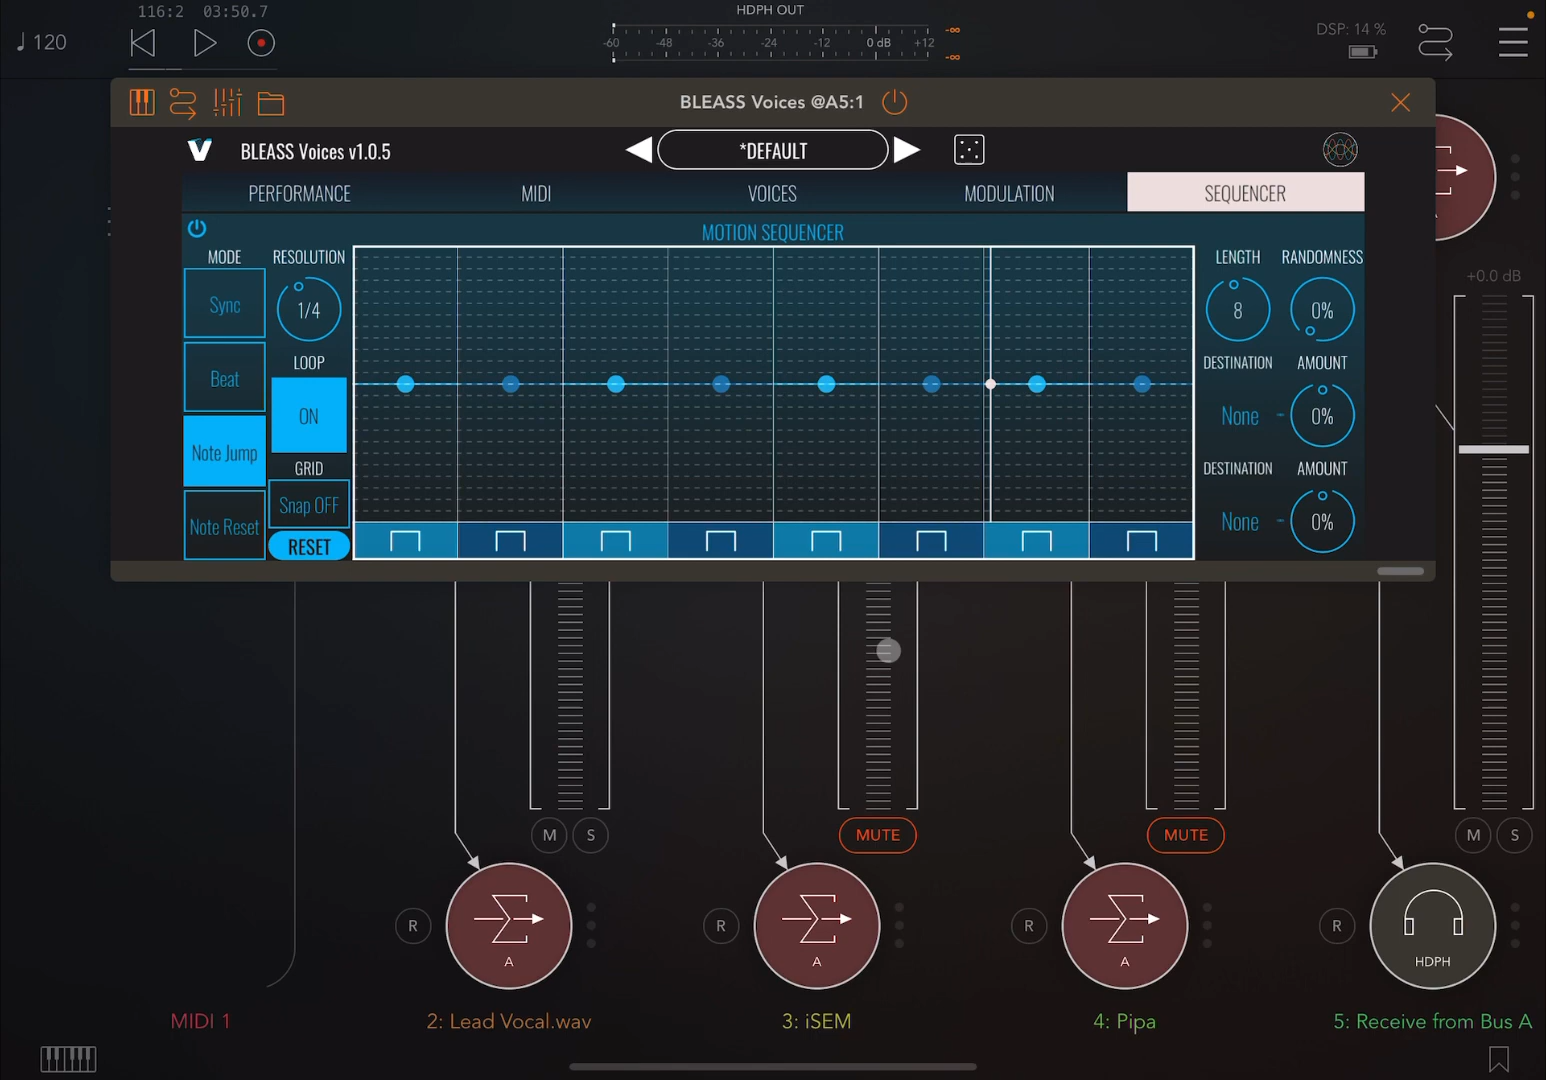 116:2 03:50.7
HDPH OUT
♩ 120
-60 -48 -36 -24 -12 0 dB +12
-∞
-∞
DSP: 14 %
BLEASS Voices @A5:1
BLEASS Voices v1.0.5
*DEFAULT
PERFORMANCE MIDI VOICES MODULATION SEQUENCER
MOTION SEQUENCER
MODE RESOLUTION LENGTH RANDOMNESS
Sync 1/4 8 0%
LOOP DESTINATION AMOUNT
Beat ON None 0%
Note Jump
GRID DESTINATION AMOUNT
Snap OFF None 0%
Note Reset
RESET
+0.0 dB
M S MUTE MUTE M S
R R R R
A A A HDPH
MIDI 1 2: Lead Vocal.wav 3: iSEM 4: Pipa 5: Receive from Bus A